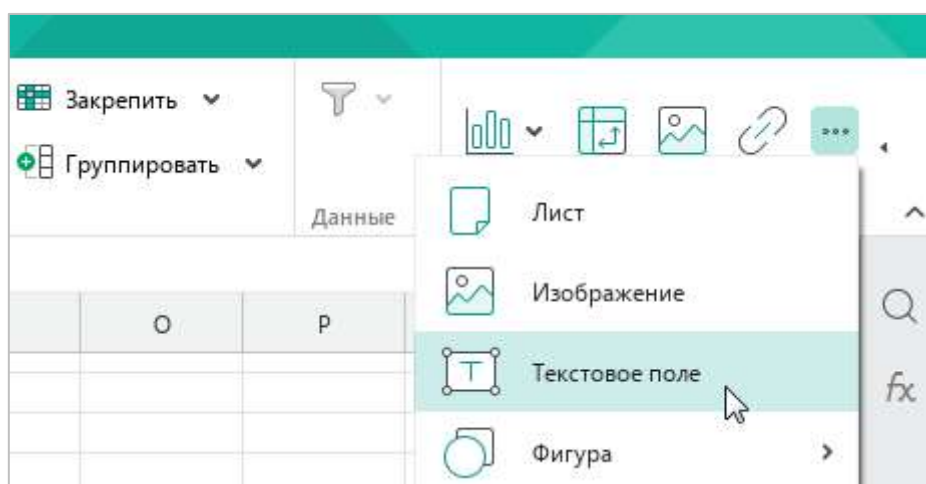 Закрепить
Группировать
Данные
Лист
Изображение
O
P
Текстовое поле
fx
Фигура